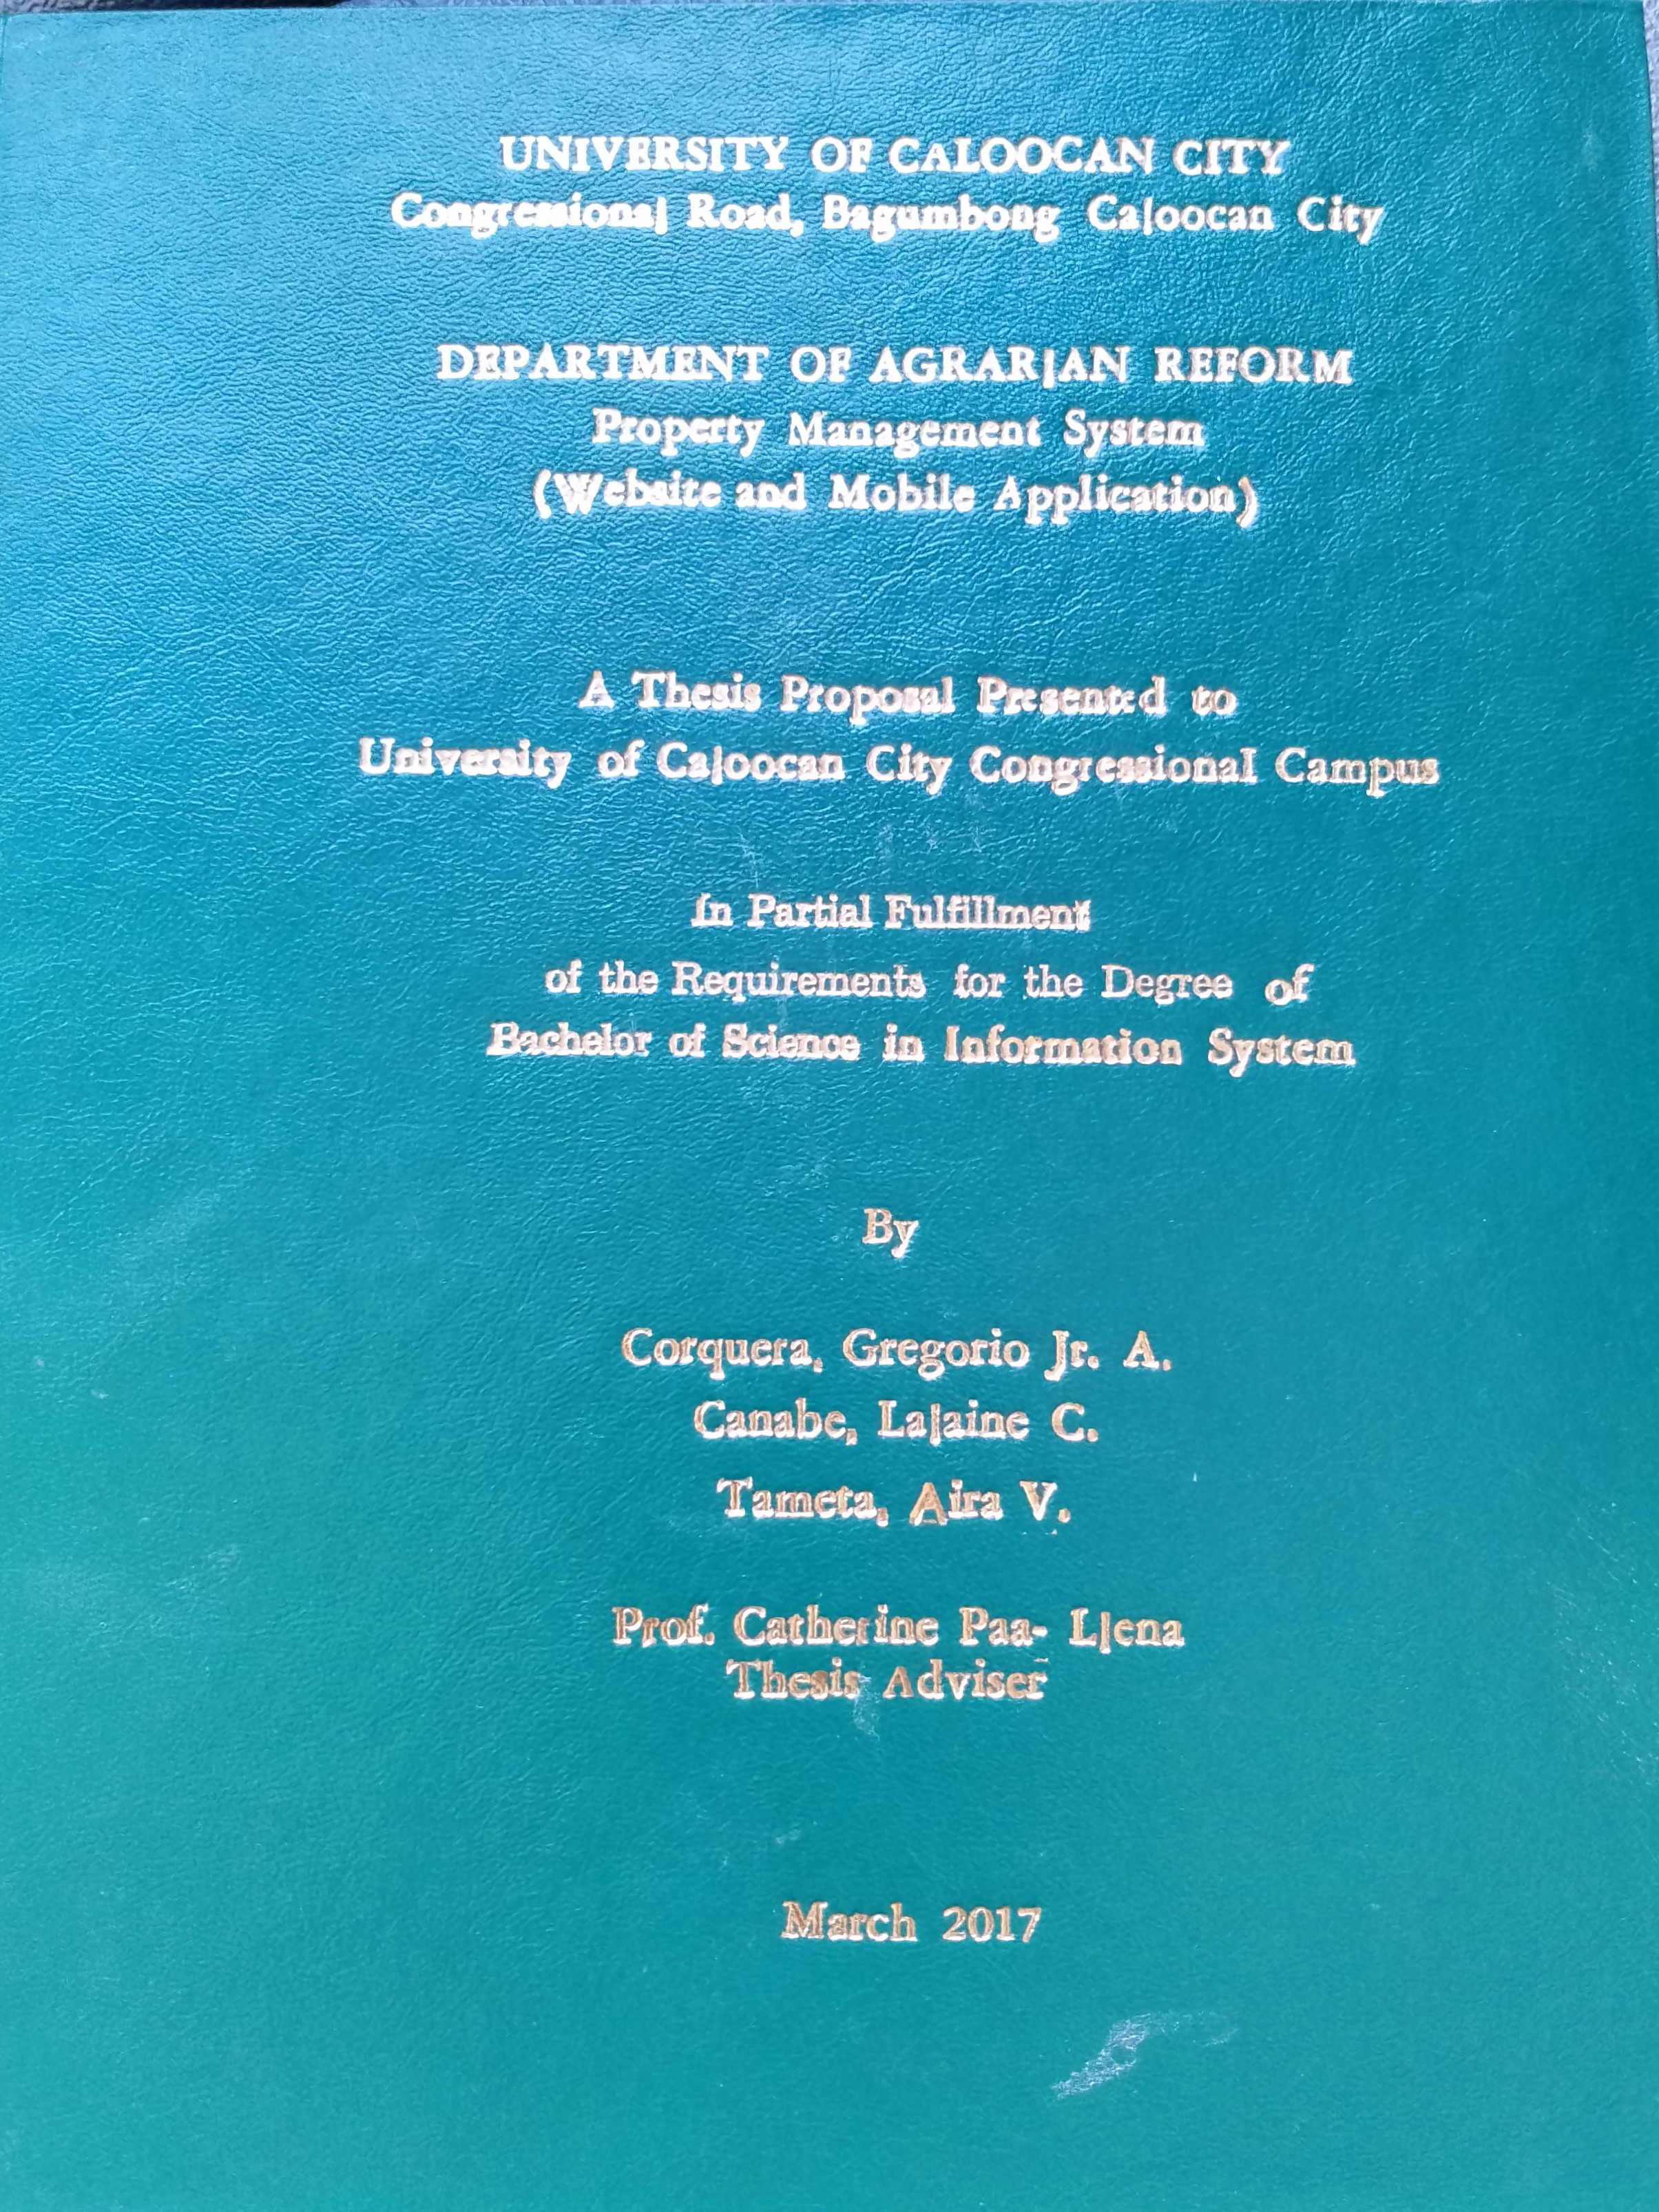 UNIVERSITY OF CALOOCAN CITY
Congressional Road, Bagumbong Caloocan City
DEPARTMENT OF AGRARIAN REFORM
Property Management System
(Website and Mobile Application)
A Thesis Proposal Presented to
University of Caloocan City Congressional Campus
in Partial Fulfillment
of the Requirements for the Degree of
Bachelor of Science in Information System
By
Corquera, Gregorio Jr. A.
Canabe, Lalaine C.
Tameta, Aira V.
Prof. Catherine Paa- Llena
Thesis Adviser
March 2017